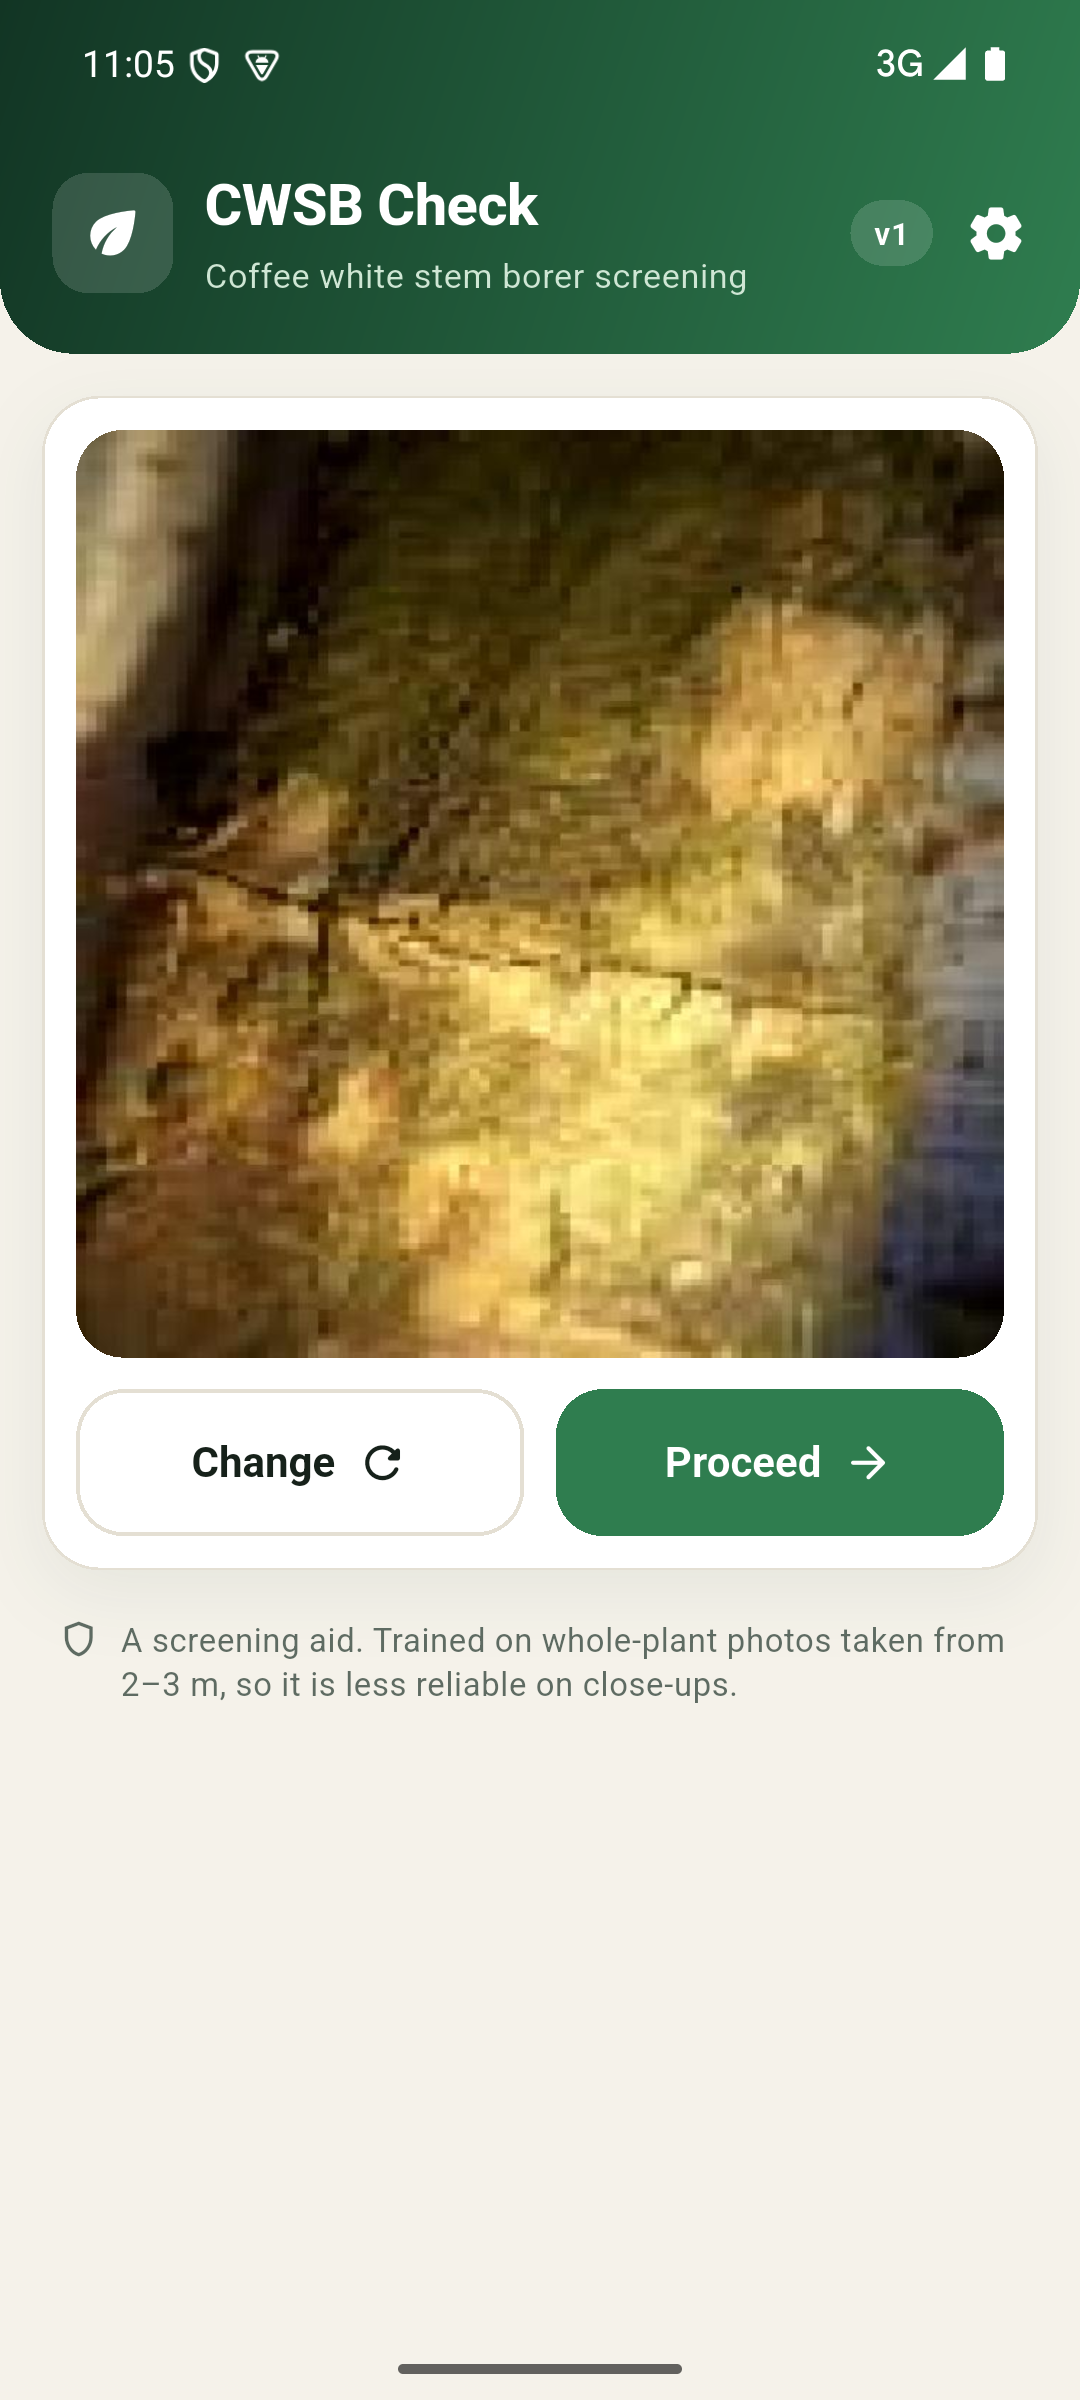 11:05
3G
CWSB Check
Coffee white stem borer screening
v1
Change
Proceed
A screening aid. Trained on whole-plant photos taken from
2–3 m, so it is less reliable on close-ups.